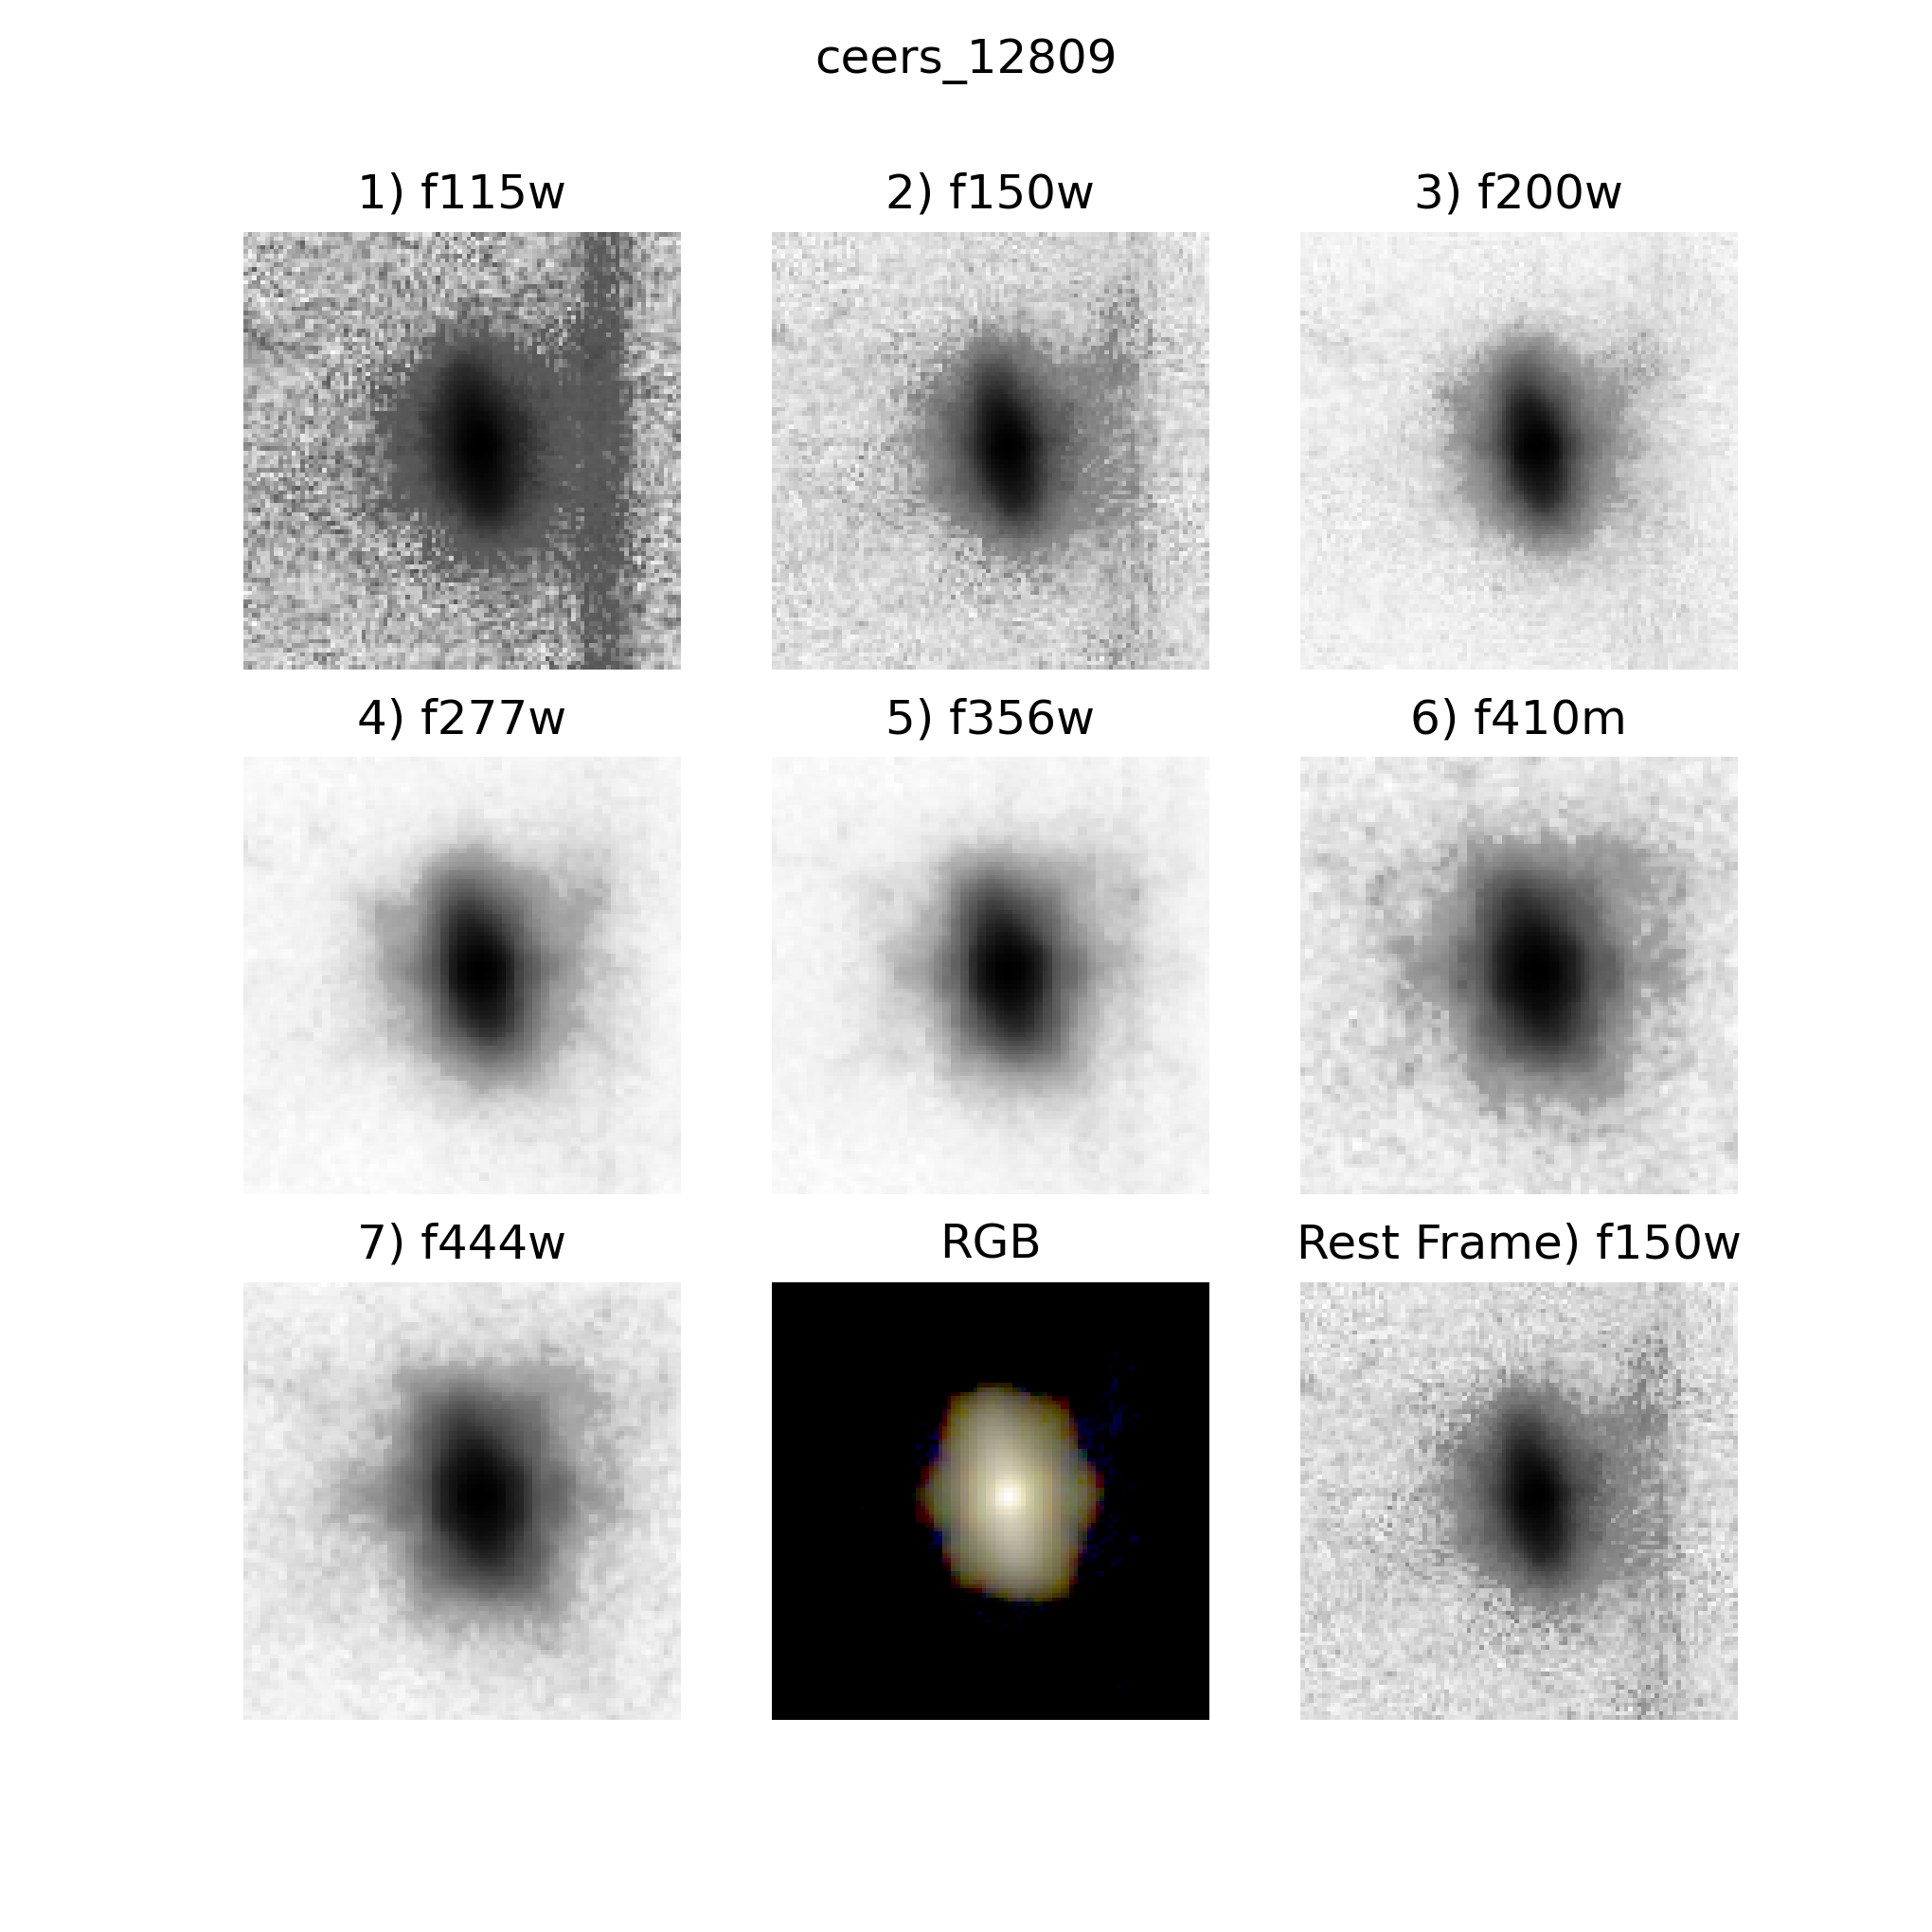 ceers_12809
1) f115w
2) f150w
3) f200w
4) f277w
5) f356w
6) f410m
7) f444w
RGB
Rest Frame) f150w